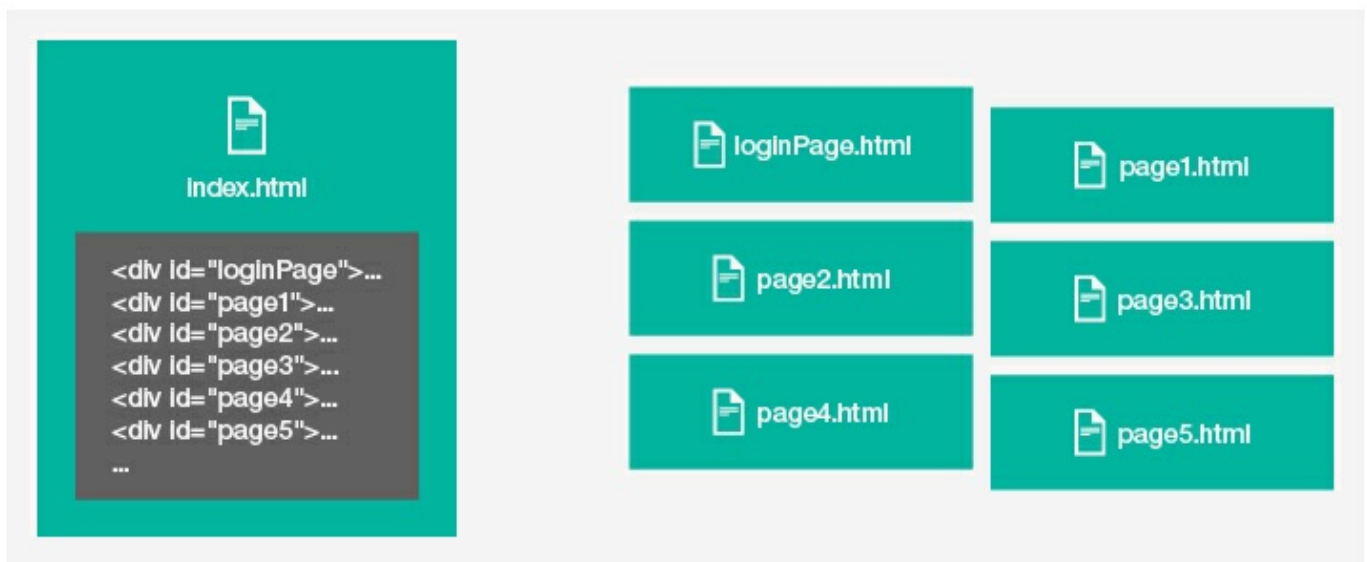 index.html
<div id="loginPage">...
<div id="page1">...
<div id="page2">...
<div id="page3">...
<div id="page4">...
<div id="page5">...
...
loginPage.html
page1.html
page2.html
page3.html
page4.html
page5.html